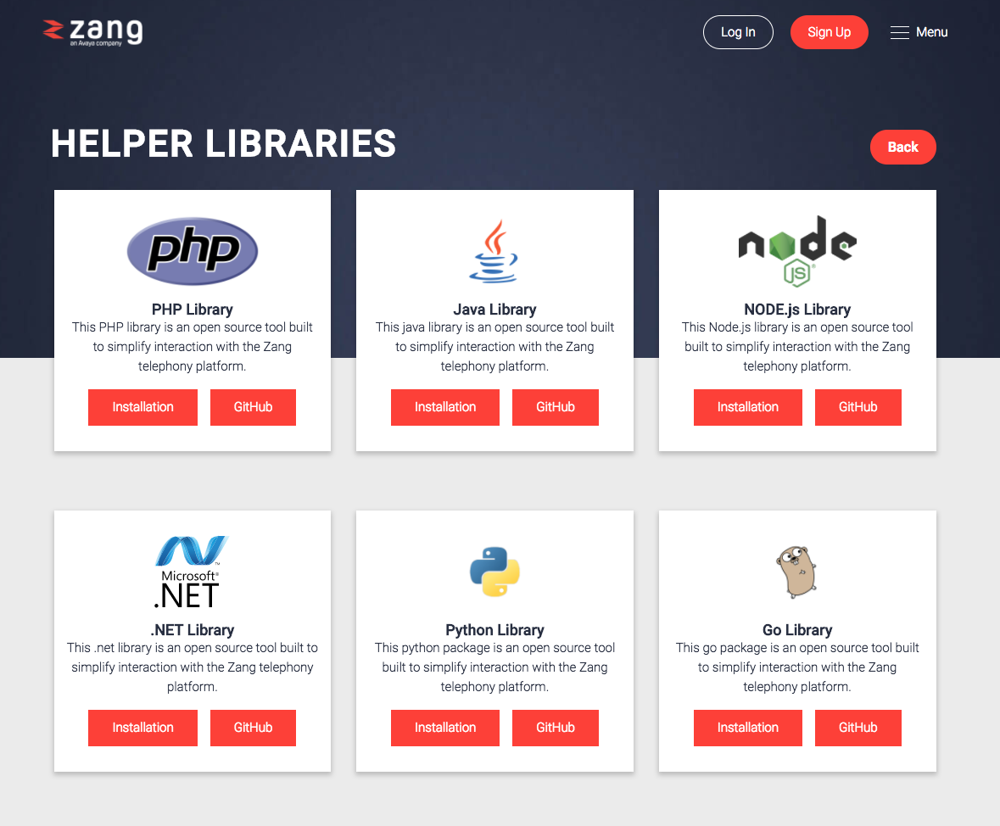 zang
an Avaya company
Log In
Sign Up
Menu
HELPER LIBRARIES
Back
php
PHP Library
This PHP library is an open source tool built
to simplify interaction with the Zang
telephony platform.
Installation
GitHub
Java Library
This java library is an open source tool built
to simplify interaction with the Zang
telephony platform.
Installation
GitHub
node
JS®
NODE.js Library
This Node.js library is an open source tool
built to simplify interaction with the Zang
telephony platform.
Installation
GitHub
™
Microsoft®
.NET
.NET Library
This .net library is an open source tool built to
simplify interaction with the Zang telephony
platform.
Installation
GitHub
Python Library
This python package is an open source tool
built to simplify interaction with the Zang
telephony platform.
Installation
GitHub
Go Library
This go package is an open source tool built
to simplify interaction with the Zang
telephony platform.
Installation
GitHub